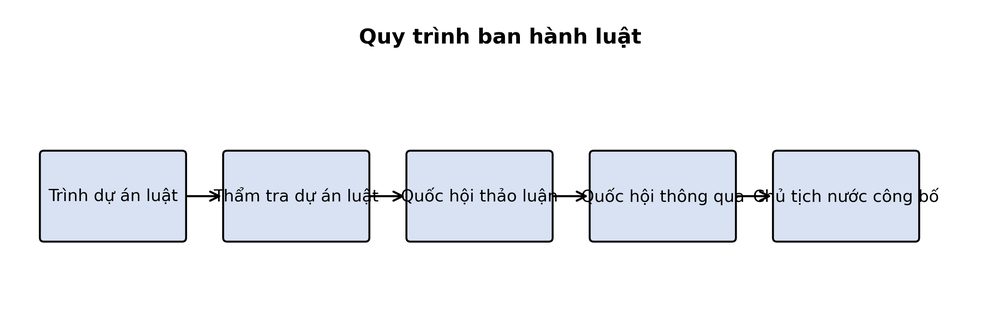 Quy trình ban hành luật
Trình dự án luật
Thẩm tra dự án luật
Quốc hội thảo luận
Quốc hội thông qua
Chủ tịch nước công bố